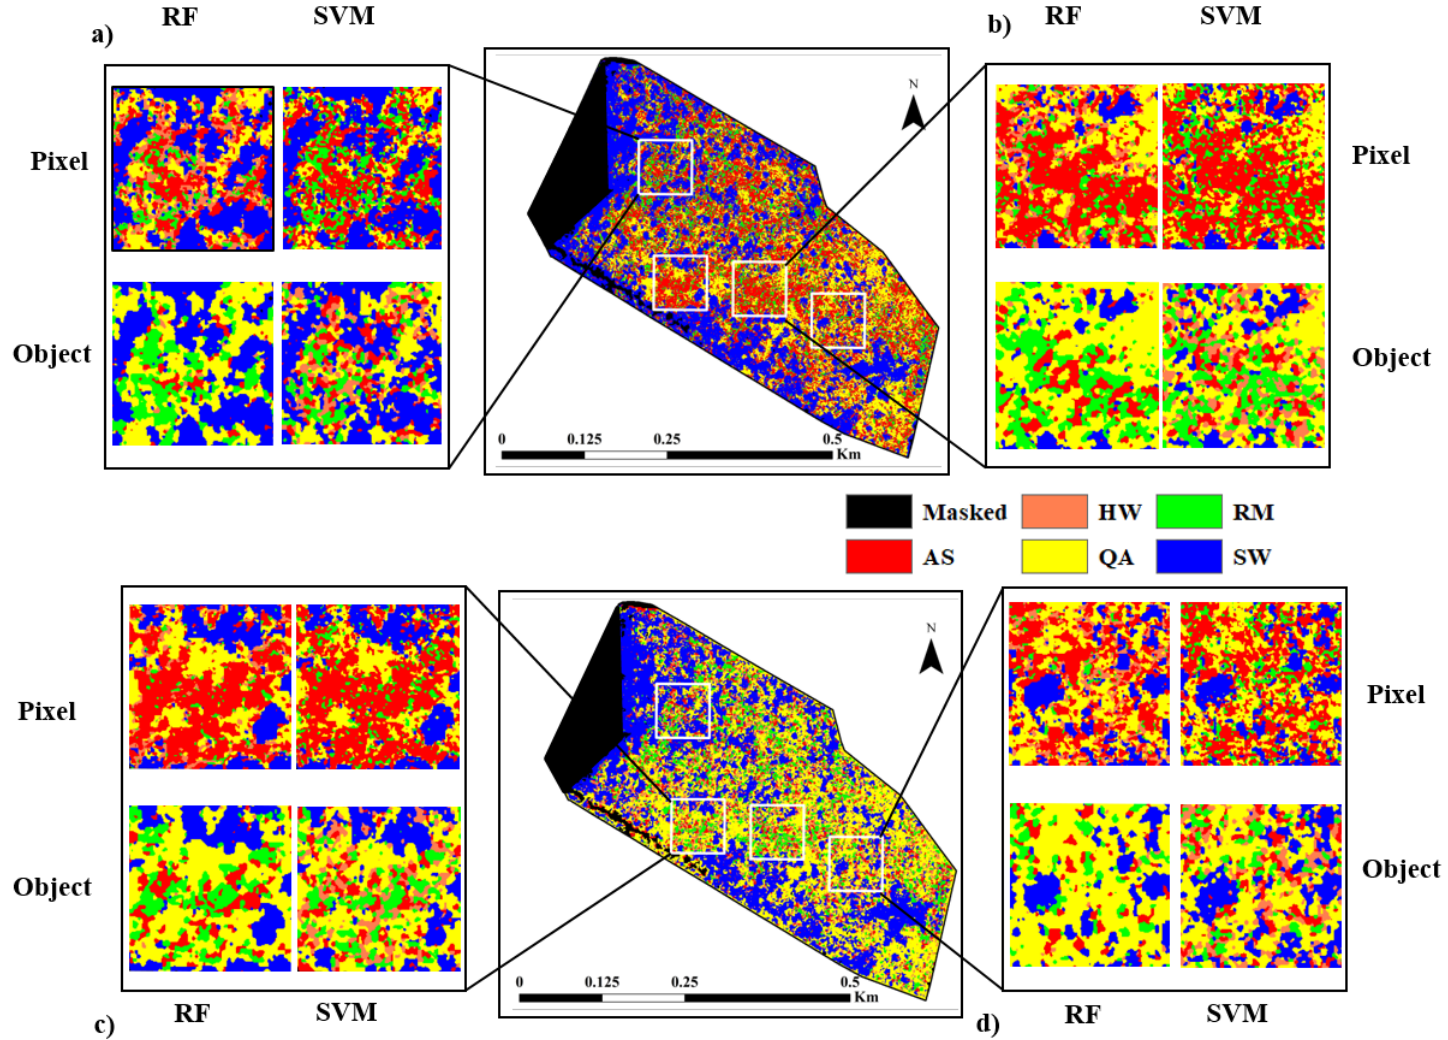 RF SVM
a)
RF SVM
b)
Pixel
Object
N
0 0.125 0.25 0.5
Km
Pixel
Object
Masked HW RM
AS QA SW
Pixel
Object
RF SVM
c)
N
0 0.125 0.25 0.5
Km
Pixel
Object
RF SVM
d)